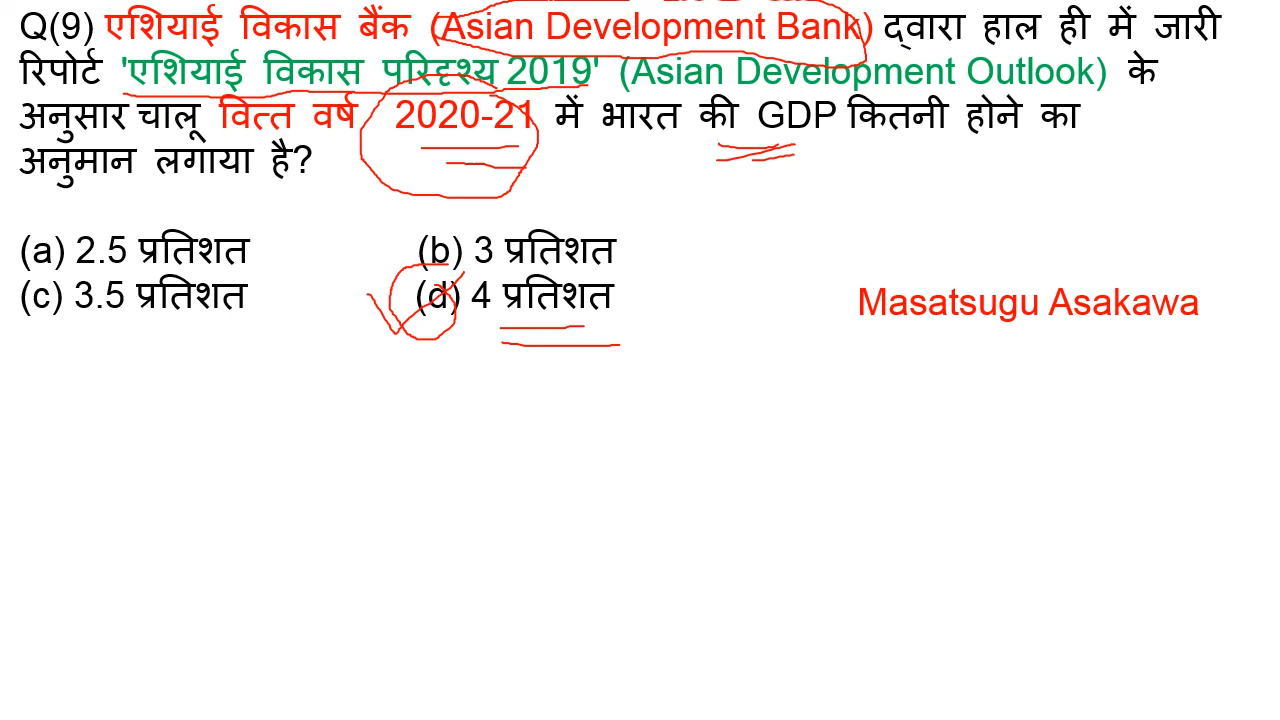 Q(9) एशियाई विकास बैंक (Asian Development Bank) द्वारा हाल ही में जारी
रिपोर्ट 'एशियाई विकास परिदृश्य 2019' (Asian Development Outlook) के
अनुसार चालू वित्त वर्ष 2020-21 में भारत की GDP कितनी होने का
अनुमान लगाया है?
(a) 2.5 प्रतिशत (b) 3 प्रतिशत
(c) 3.5 प्रतिशत (d) 4 प्रतिशत
Masatsugu Asakawa